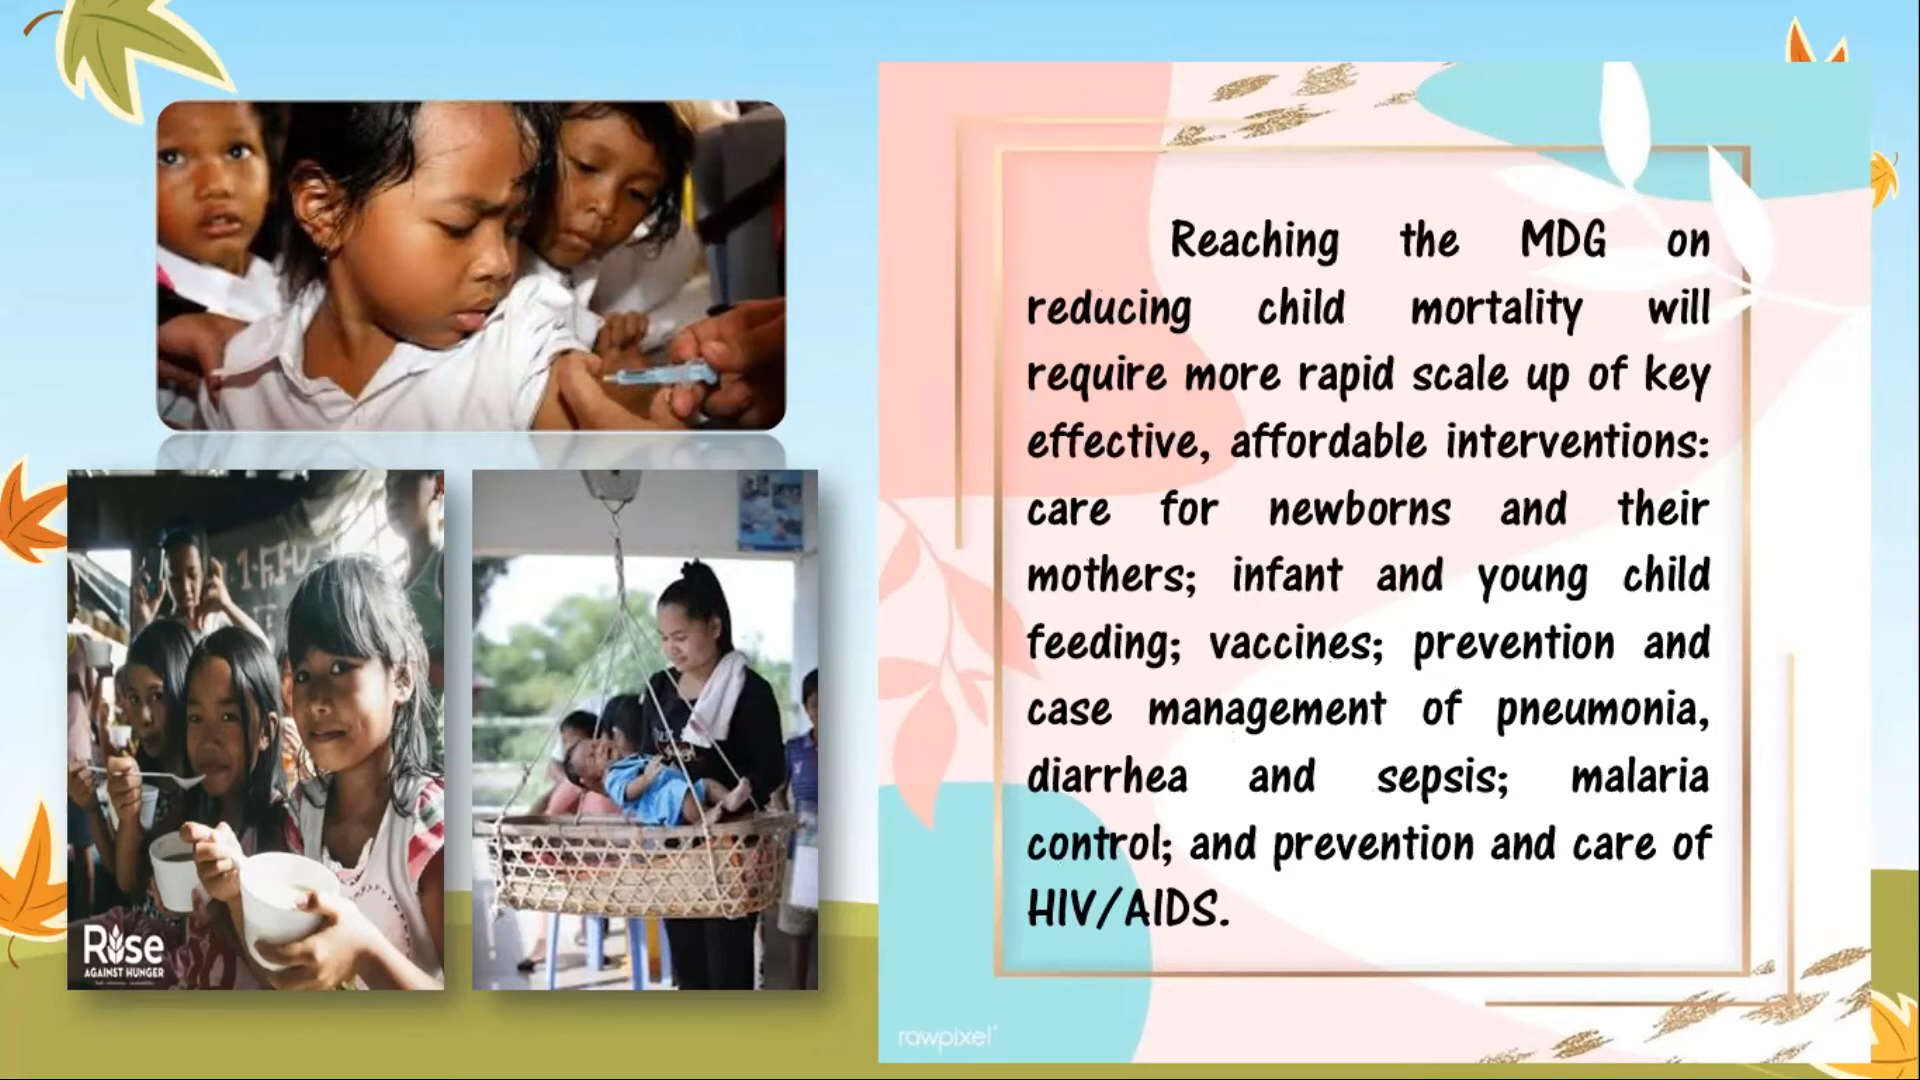 Reaching the MDG on
reducing child mortality will
require more rapid scale up of key
effective, affordable interventions:
care for newborns and their
mothers; infant and young child
feeding; vaccines; prevention and
case management of pneumonia,
diarrhea and sepsis; malaria
control; and prevention and care of
HIV/AIDS.
Rise
AGAINST HUNGER
rawpixel